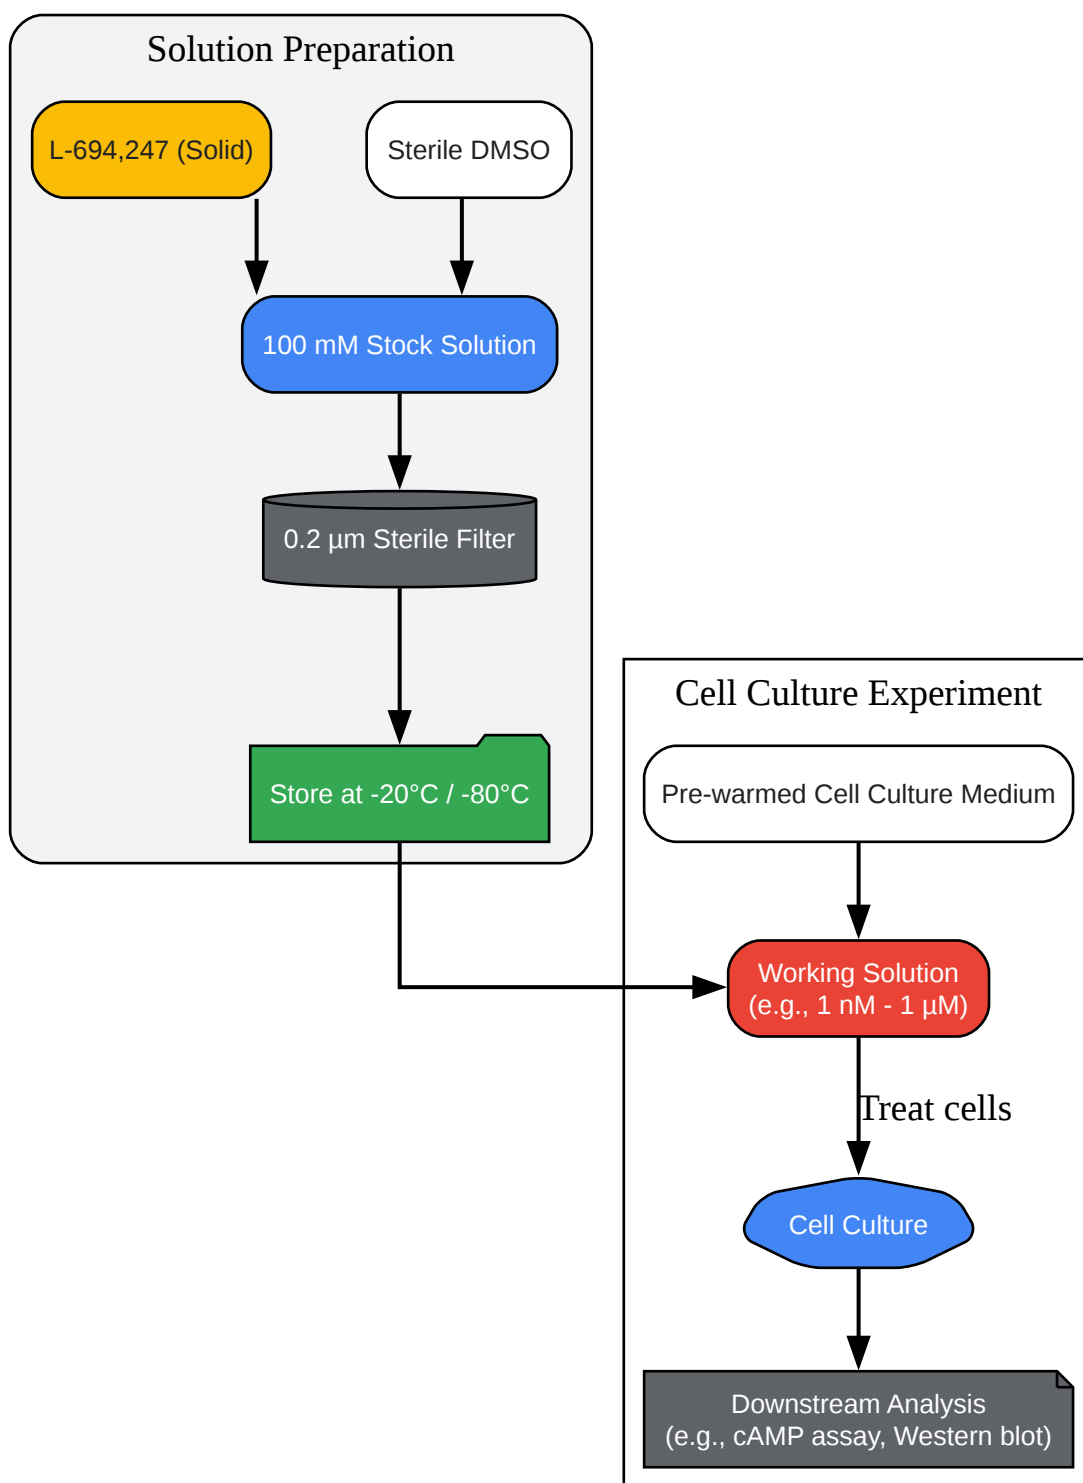 Solution Preparation
L-694,247 (Solid)
Sterile DMSO
100 mM Stock Solution
0.2 µm Sterile Filter
Store at -20°C / -80°C
Cell Culture Experiment
Pre-warmed Cell Culture Medium
Working Solution
(e.g., 1 nM - 1 µM)
Treat cells
Cell Culture
Downstream Analysis
(e.g., cAMP assay, Western blot)